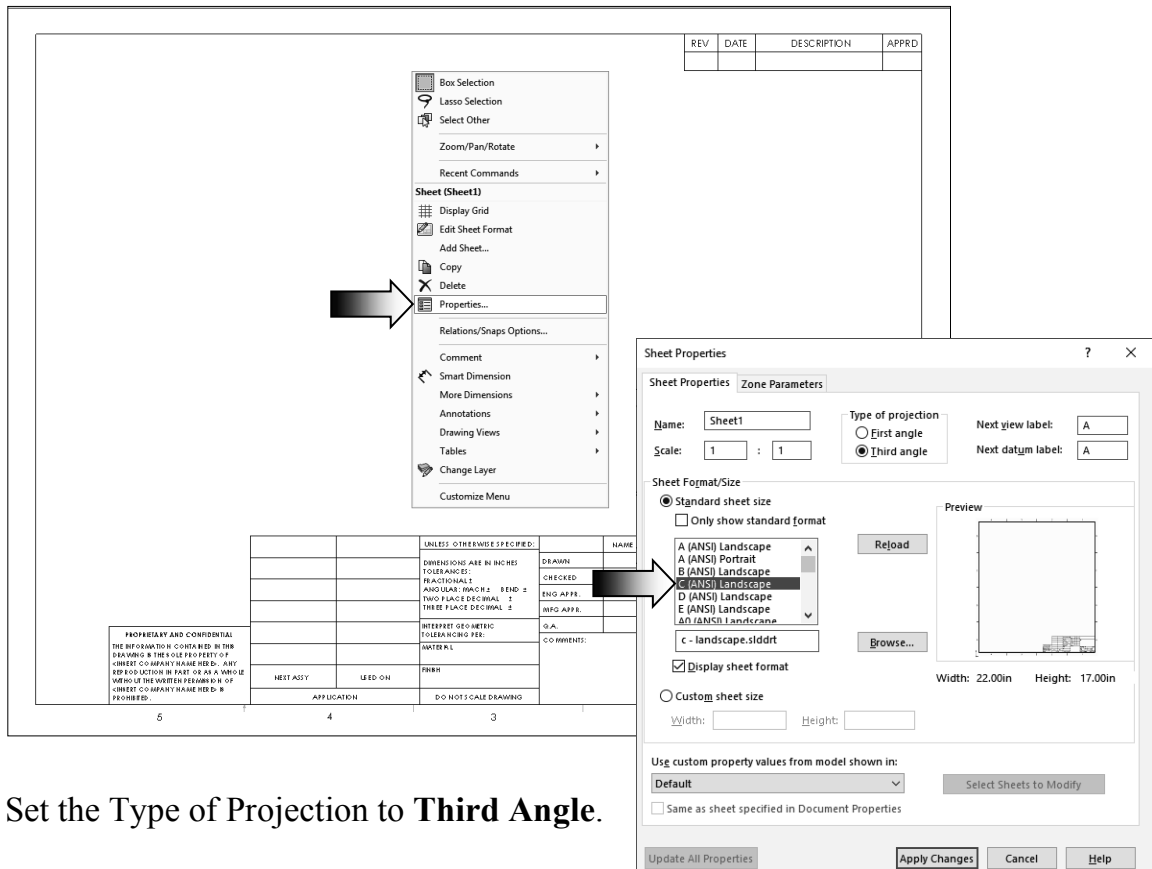 REV DATE DESCRIPTION APPRD
Box Selection
Lasso Selection
Select Other
Zoom/Pan/Rotate
Recent Commands
Sheet (Sheet1)
Display Grid
Edit Sheet Format
Add Sheet...
Copy
Delete
Properties...
Relations/Snaps Options...
Comment
Smart Dimension
More Dimensions
Annotations
Drawing Views
Tables
Change Layer
Customize Menu
PROPRIETARY AND CONFIDENTIAL
THE INFORMATION CONTAINED IN THIS
DRAWING IS THE SOLE PROPERTY OF
<INSERT COMPANY NAME HERE>. ANY
REPRODUCTION IN PART OR AS A WHOLE
WITHOUT THE WRITTEN PERMISSION OF
<INSERT COMPANY NAME HERE> IS
PROHIBITED.
NEXT ASSY USED ON
APPLICATION
UNLESS OTHERWISE SPECIFIED:
DIMENSIONS ARE IN INCHES
TOLERANCES:
FRACTIONAL ±
ANGULAR: MACH ± BEND ±
TWO PLACE DECIMAL ±
THREE PLACE DECIMAL ±
INTERPRET GEOMETRIC
TOLERANCING PER:
MATERIAL
FINISH
DO NOT SCALE DRAWING
NAME
DRAWN
CHECKED
ENG APPR.
MFG APPR.
Q.A.
COMMENTS:
5 4 3
Sheet Properties ? ×
Sheet Properties Zone Parameters
Name: Sheet1
Scale: 1 : 1
Type of projection
First angle
Third angle
Next view label: A
Next datum label: A
Sheet Format/Size
Standard sheet size
Only show standard format
A (ANSI) Landscape
A (ANSI) Portrait
B (ANSI) Landscape
C (ANSI) Landscape
D (ANSI) Landscape
E (ANSI) Landscape
A0 (ANSI) Landscape
Reload
c - landscape.slddrt
Browse...
Display sheet format
Custom sheet size
Width: Height:
Preview
Width: 22.00in Height: 17.00in
Use custom property values from model shown in:
Default
Select Sheets to Modify
Same as sheet specified in Document Properties
Update All Properties Apply Changes Cancel Help
Set the Type of Projection to Third Angle.